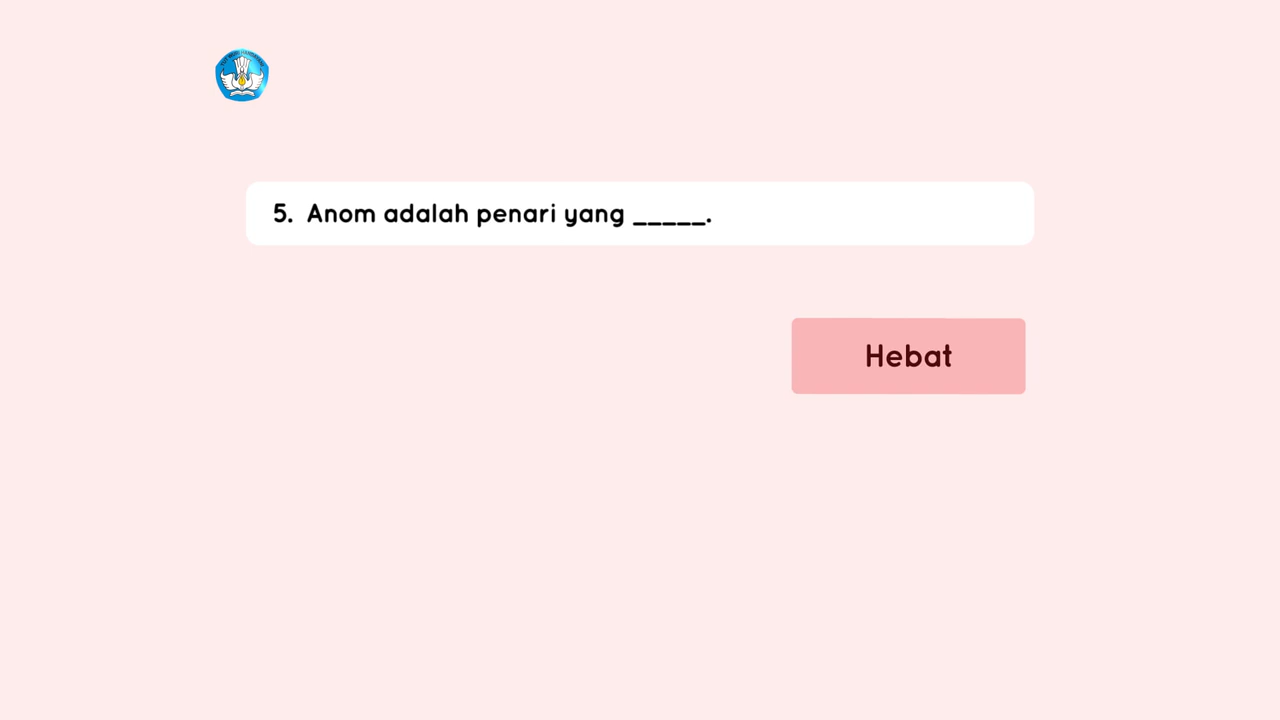 5. Anom adalah penari yang _____.
Hebat